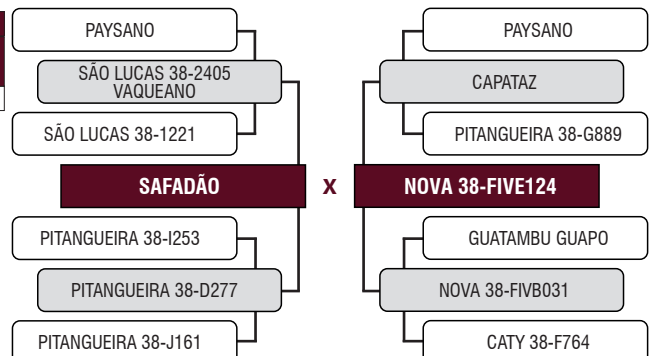 PAYSANO
SÃO LUCAS 38-2405
VAQUEANO
SÃO LUCAS 38-1221
SAFADÃO
PITANGUEIRA 38-I253
PITANGUEIRA 38-D277
PITANGUEIRA 38-J161
X
PAYSANO
CAPATAZ
PITANGUEIRA 38-G889
NOVA 38-FIVE124
GUATAMBU GUAPO
NOVA 38-FIVB031
CATY 38-F764